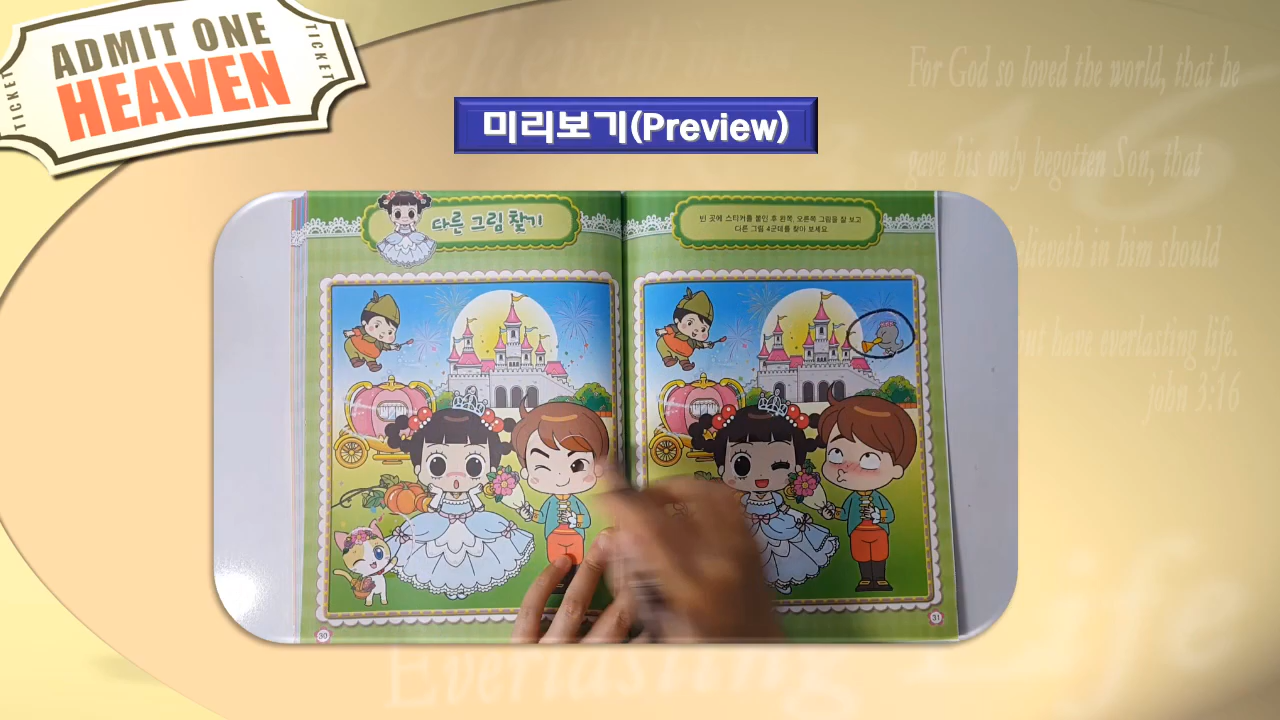 TICKET
ADMIT ONE
HEAVEN
TICKET
For God so loved the world, that he
gave his only begotten Son, that
believeth in him should
but have everlasting life.
john 3:16
16
미리보기(Preview)
다른 그림 찾기
빈 곳에 스티커를 붙인 후 왼쪽, 오른쪽 그림을 잘 보고
다른 그림 4군데를 찾아 보세요.
30
31
Everlasting Life